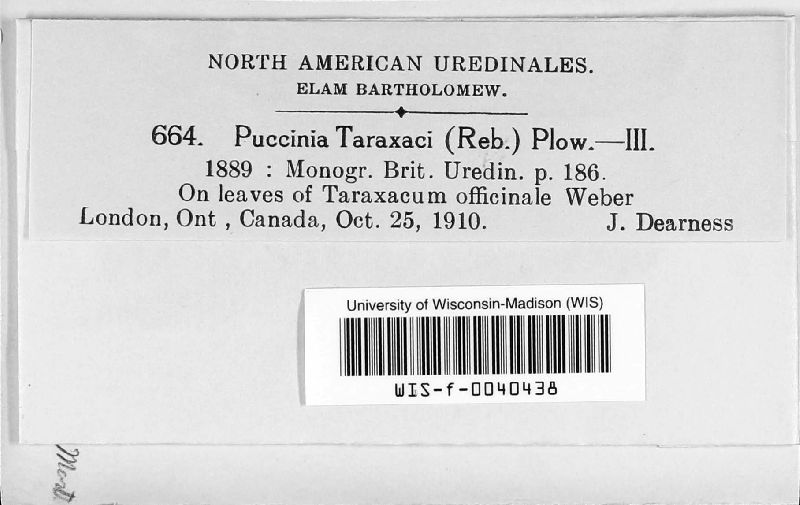 NORTH AMERICAN UREDINALES.
ELAM BARTHOLOMEW.
664. Puccinia Taraxaci (Reb.) Plow.—III.
1889 : Monogr. Brit. Uredin. p. 186.
On leaves of Taraxacum officinale Weber
London, Ont , Canada, Oct. 25, 1910. J. Dearness
University of Wisconsin-Madison (WIS)
WIS-f-0040438